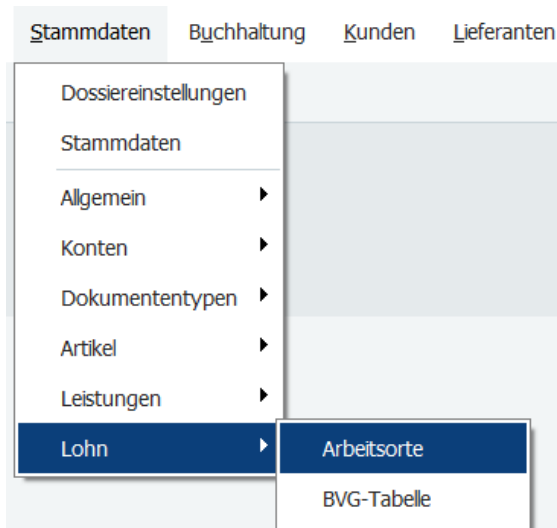 Stammdaten Buchhaltung Kunden Lieferanten
Dossiereinstellungen
Stammdaten
Allgemein
Konten
Dokumententypen
Artikel
Leistungen
Lohn Arbeitsorte
BVG-Tabelle